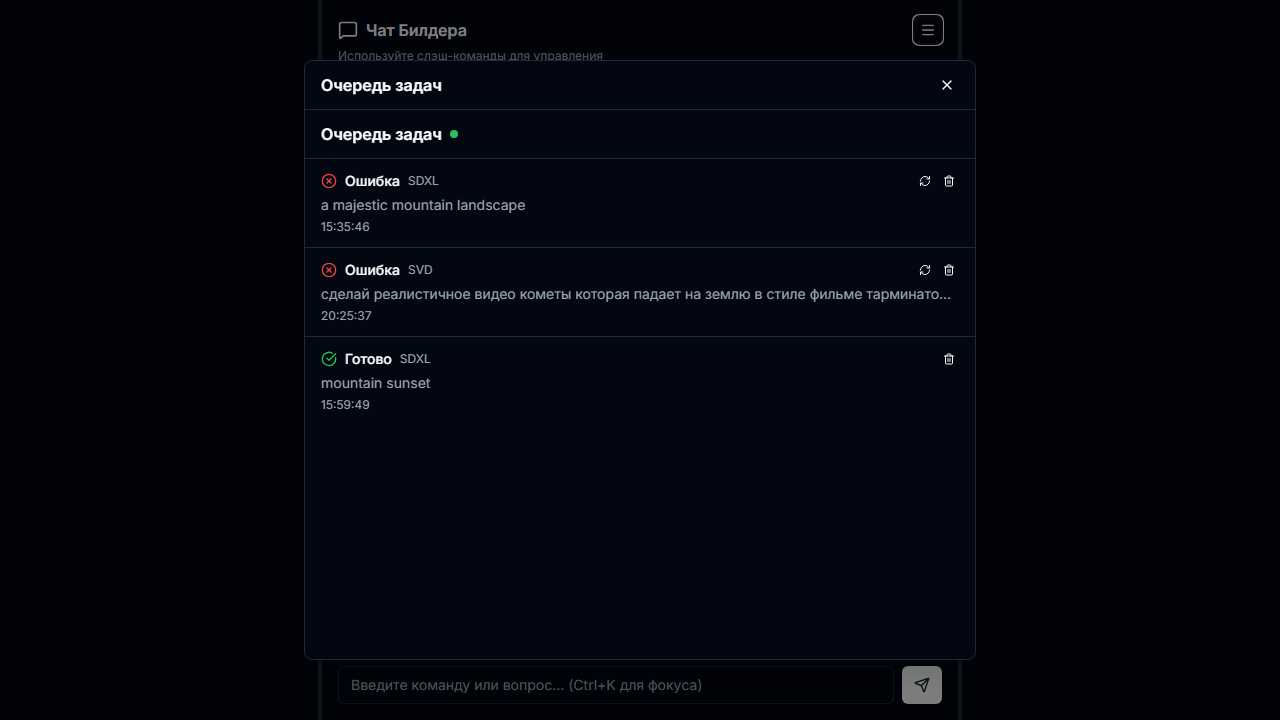 Чат Билдера
Используйте слэш-команды для управления
Очередь задач
Очередь задач
Ошибка SDXL
a majestic mountain landscape
15:35:46
Ошибка SVD
сделай реалистичное видео кометы которая падает на землю в стиле фильме тарминато...
20:25:37
Готово SDXL
mountain sunset
15:59:49
Введите команду или вопрос... (Ctrl+K для фокуса)